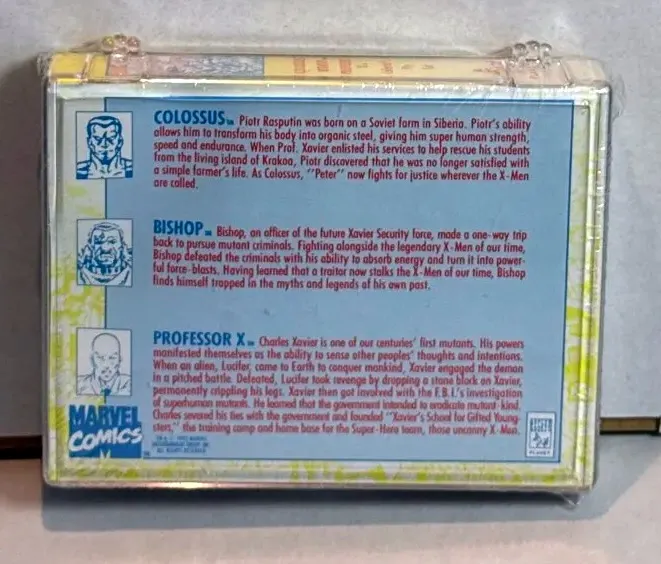 COLOSSUS™ Piotr Rasputin was born on a Soviet farm in Siberia. Piotr's ability
allows him to transform his body into organic steel, giving him super human strength,
speed and endurance. When Prof. Xavier enlisted his services to help rescue his students
from the living island of Krakoa, Piotr discovered that he was no longer satisfied with
a simple farmer's life. As Colossus, "Peter" now fights for justice wherever the X-Men
are called.
BISHOP™ Bishop, an officer of the future Xavier Security force, made a one-way trip
back to pursue mutant criminals. Fighting alongside the legendary X-Men of our time,
Bishop defeated the criminals with his ability to absorb energy and turn it into power-
ful force-blasts. Having learned that a traitor now stalks the X-Men of our time, Bishop
finds himself trapped in the myths and legends of his own past.
PROFESSOR X™ Charles Xavier is one of our centuries' first mutants. His powers
manifested themselves as the ability to sense other peoples' thoughts and intentions.
When an alien, Lucifer, came to Earth to conquer mankind, Xavier engaged the demon
in a pitched battle. Defeated, Lucifer took revenge by dropping a stone block on Xavier,
permanently crippling his legs. Xavier then got involved with the F.B.I.'s investigation
of superhuman mutants. He learned that the government intended to eradicate mutant-kind.
Charles severed his ties with the government and founded "Xavier's School for Gifted Young-
sters," the training camp and home base for the Super-Hero team, those uncanny X-Men.
MARVEL
COMICS
PLANET